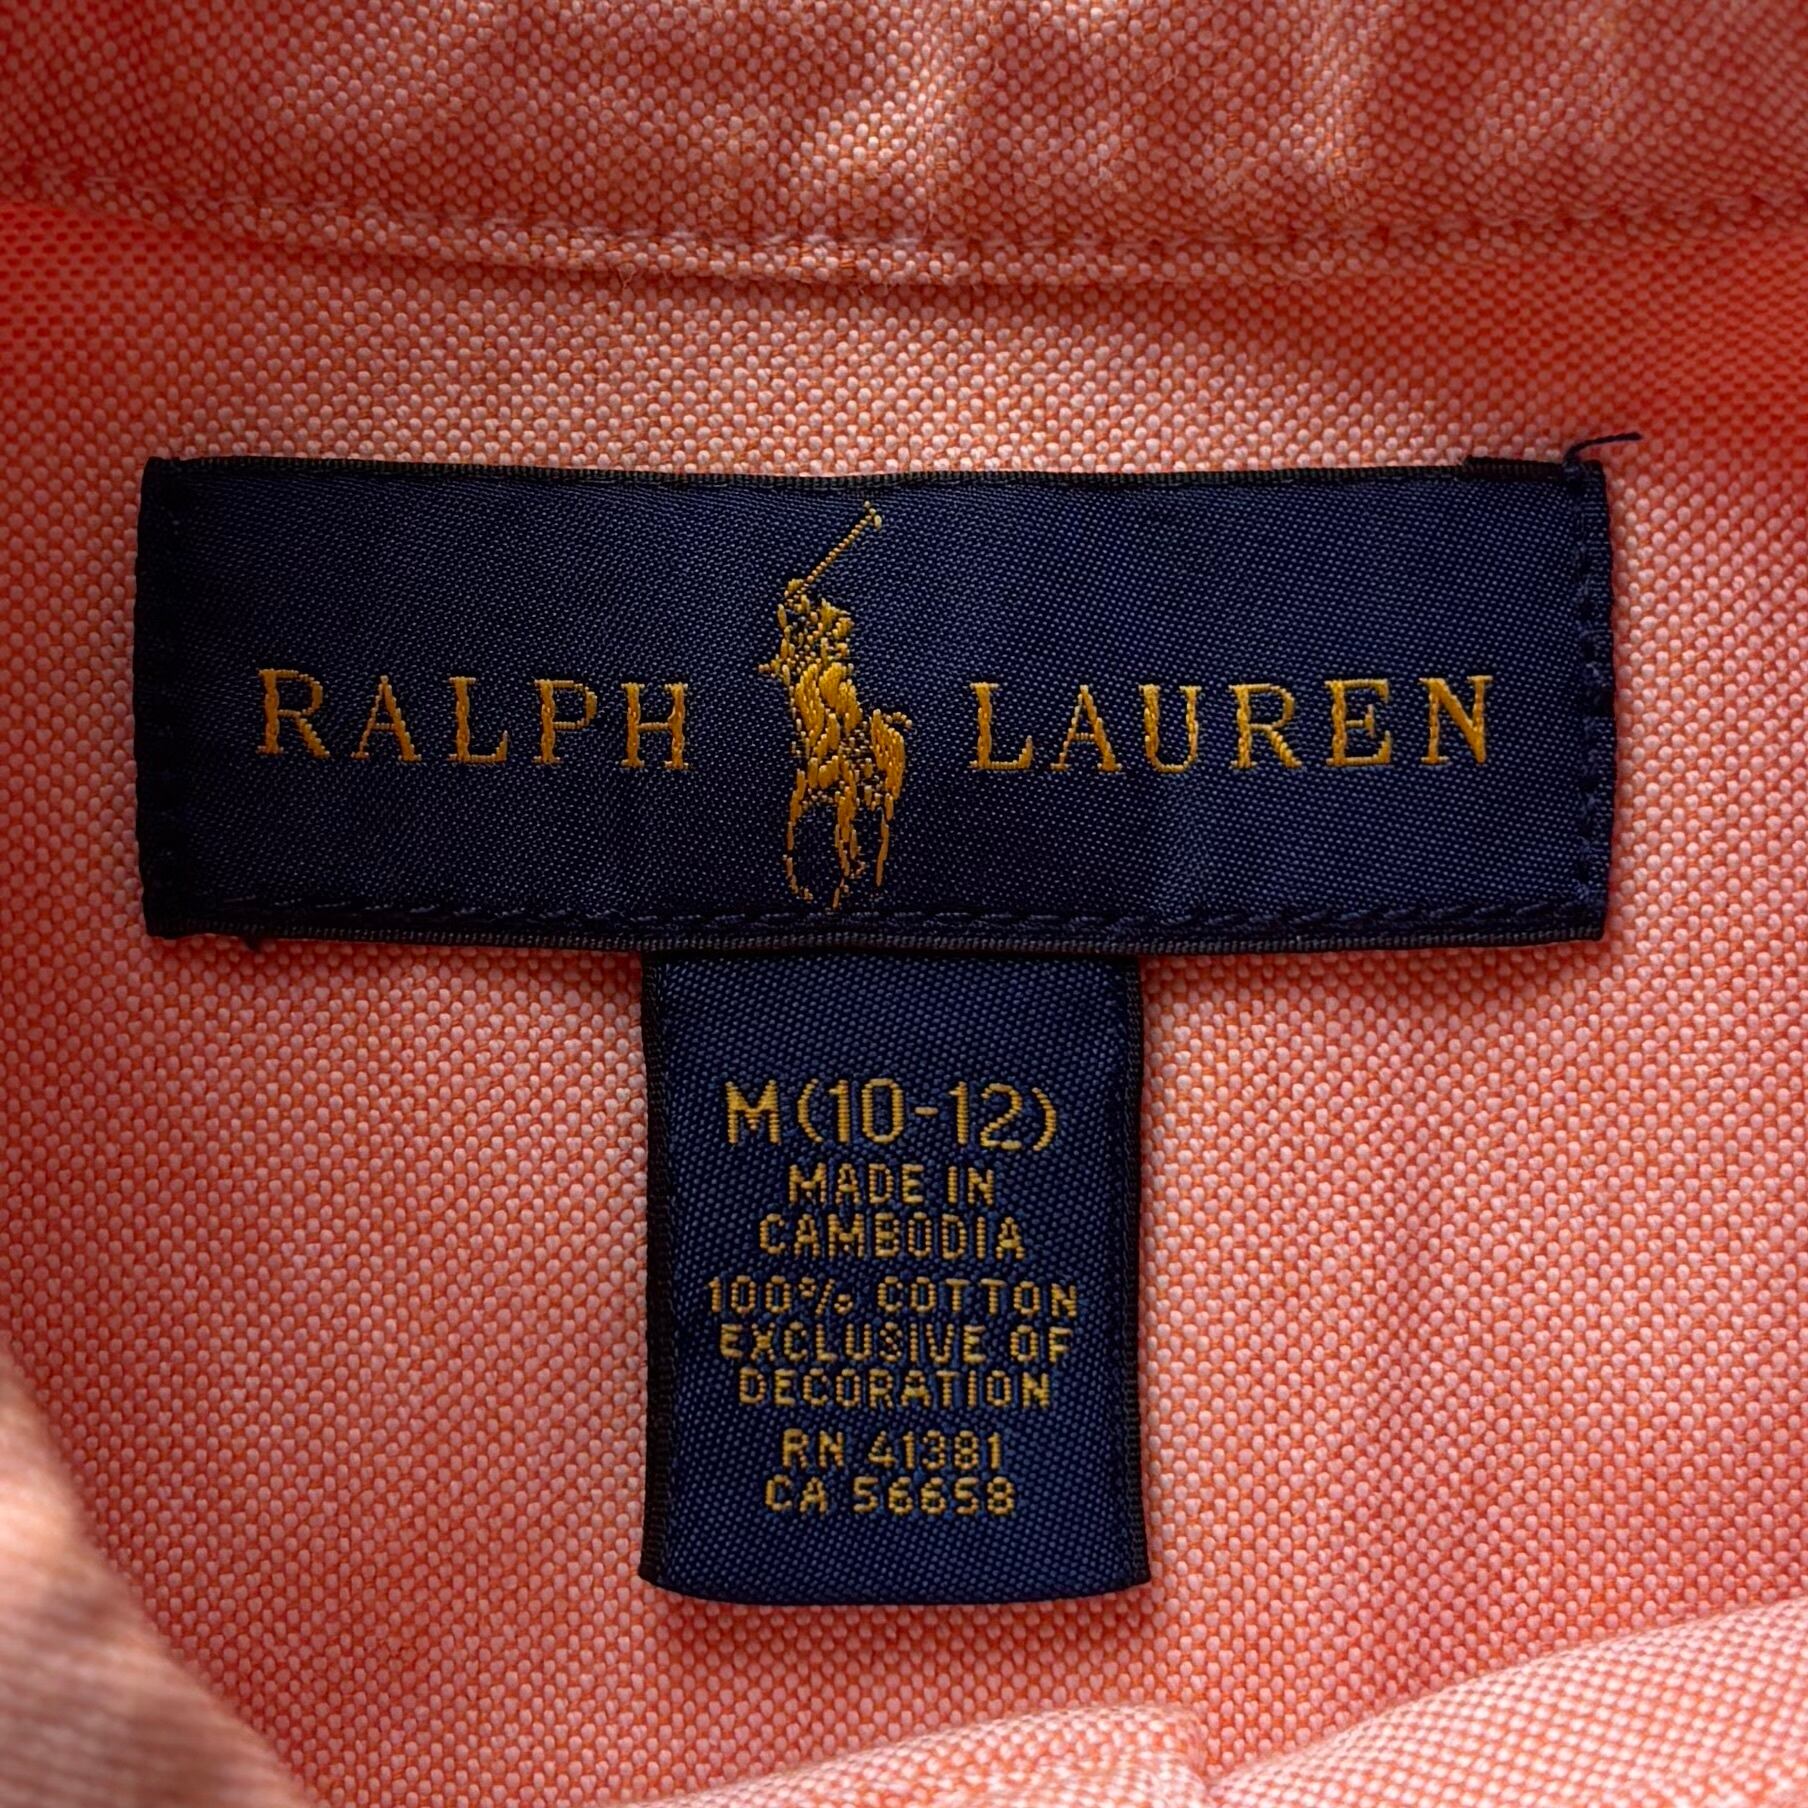 RALPH LAUREN
M (10-12)
MADE IN
CAMBODIA
100% COTTON
EXCLUSIVE OF
DECORATION
RN 41381
CA 56658